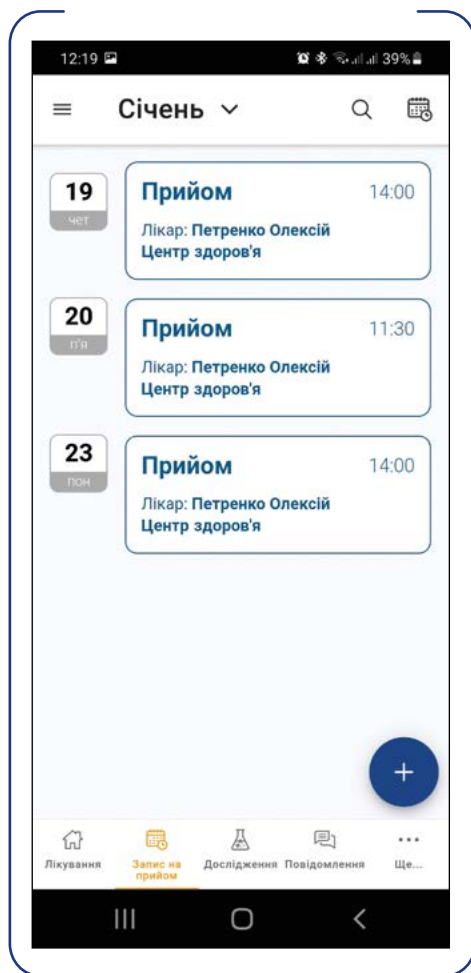 12:19 39%
Січень
19
чет
Прийом 14:00
Лікар: Петренко Олексій
Центр здоров'я
20
п'я
Прийом 11:30
Лікар: Петренко Олексій
Центр здоров'я
23
пон
Прийом 14:00
Лікар: Петренко Олексій
Центр здоров'я
+
Лікування Запис на прийом Дослідження Повідомлення Ще...